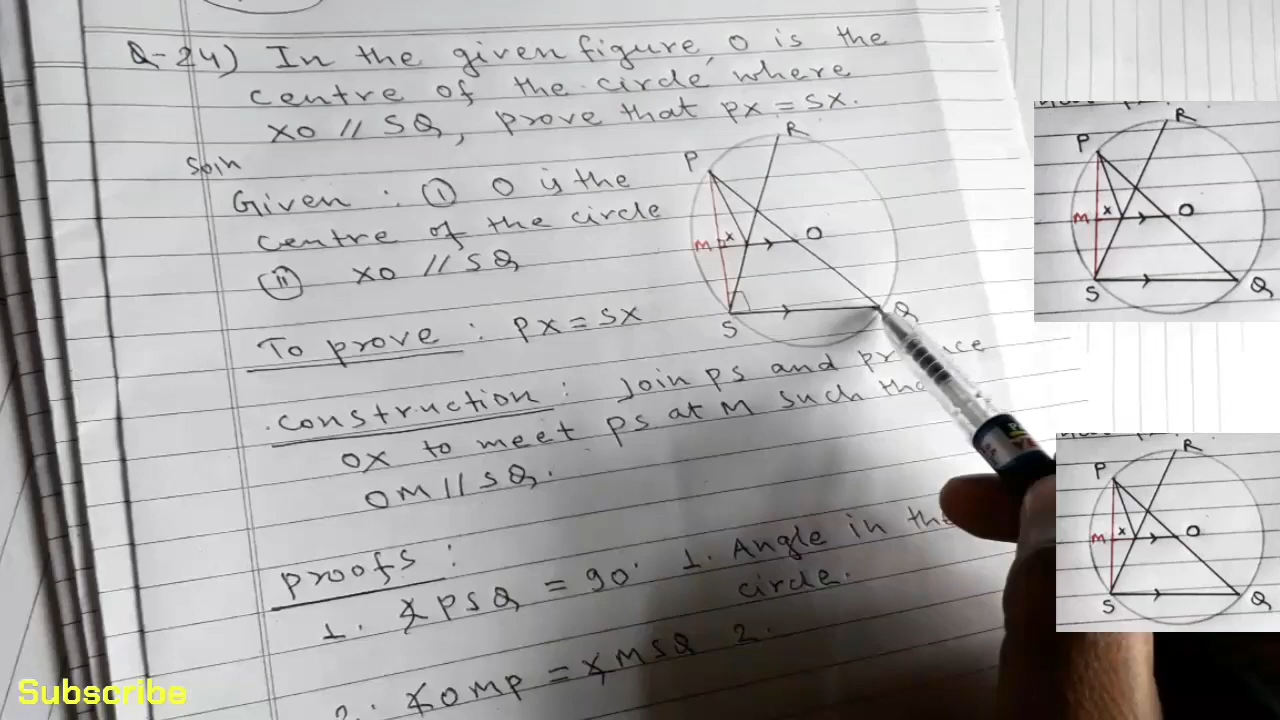 Q-24) In the given figure, O is the
centre of the circle where
XO // SQ, prove that PX = SX.
Soln
Given : ① O is the
centre of the circle
② XO // SQ
To prove : PX = SX
Construction : Join PS and
OX to meet PS at M such
OM // SQ.
Proofs :
1. ∡PSQ = 90° 1. Angle in the
circle.
2. ∡OMP = ∡MSQ 2.
P R
M X O
S Q
P R
M X O
S Q
P R
M X O
S Q
Subscribe